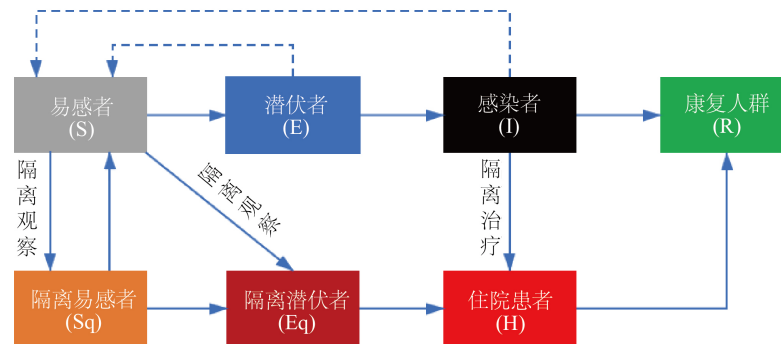 易感者
(S)
潜伏者
(E)
感染者
(I)
康复人群
(R)
隔离观察
隔离观察
隔离治疗
隔离易感者
(Sq)
隔离潜伏者
(Eq)
住院患者
(H)